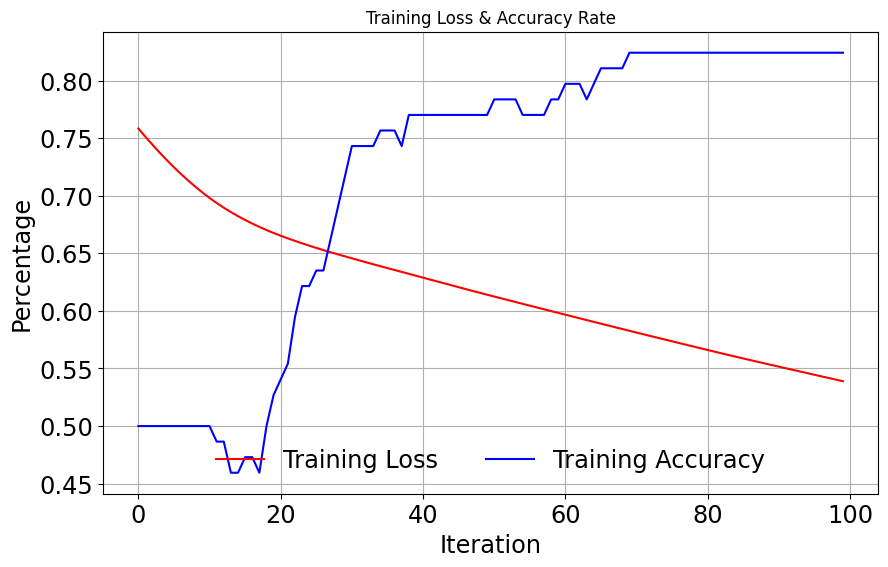 Training Loss & Accuracy Rate
Percentage
0.80
0.75
0.70
0.65
0.60
0.55
0.50
0.45
Training Loss Training Accuracy
0 20 40 60 80 100
Iteration